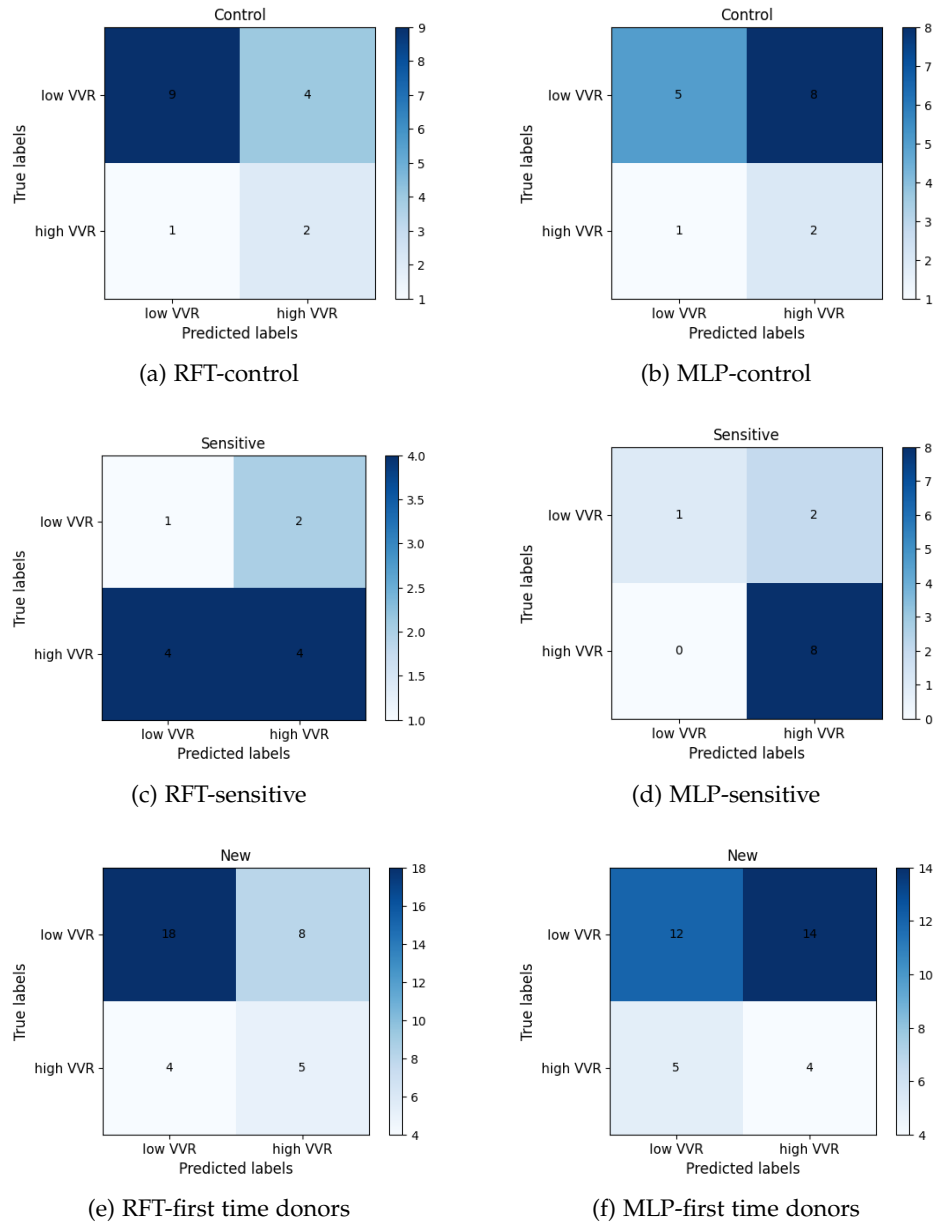 Control
True labels
low VVR
high VVR
9
4
1
2
low VVR
high VVR
Predicted labels
9
8
7
6
5
4
3
2
1
(a) RFT-control
Control
True labels
low VVR
high VVR
5
8
1
2
low VVR
high VVR
Predicted labels
8
7
6
5
4
3
2
1
(b) MLP-control
Sensitive
True labels
low VVR
high VVR
1
2
4
4
low VVR
high VVR
Predicted labels
4.0
3.5
3.0
2.5
2.0
1.5
1.0
(c) RFT-sensitive
Sensitive
True labels
low VVR
high VVR
1
2
0
8
low VVR
high VVR
Predicted labels
8
7
6
5
4
3
2
1
0
(d) MLP-sensitive
New
True labels
low VVR
high VVR
18
8
4
5
low VVR
high VVR
Predicted labels
18
16
14
12
10
8
6
4
(e) RFT-first time donors
New
True labels
low VVR
high VVR
12
14
5
4
low VVR
high VVR
Predicted labels
14
12
10
8
6
4
(f) MLP-first time donors